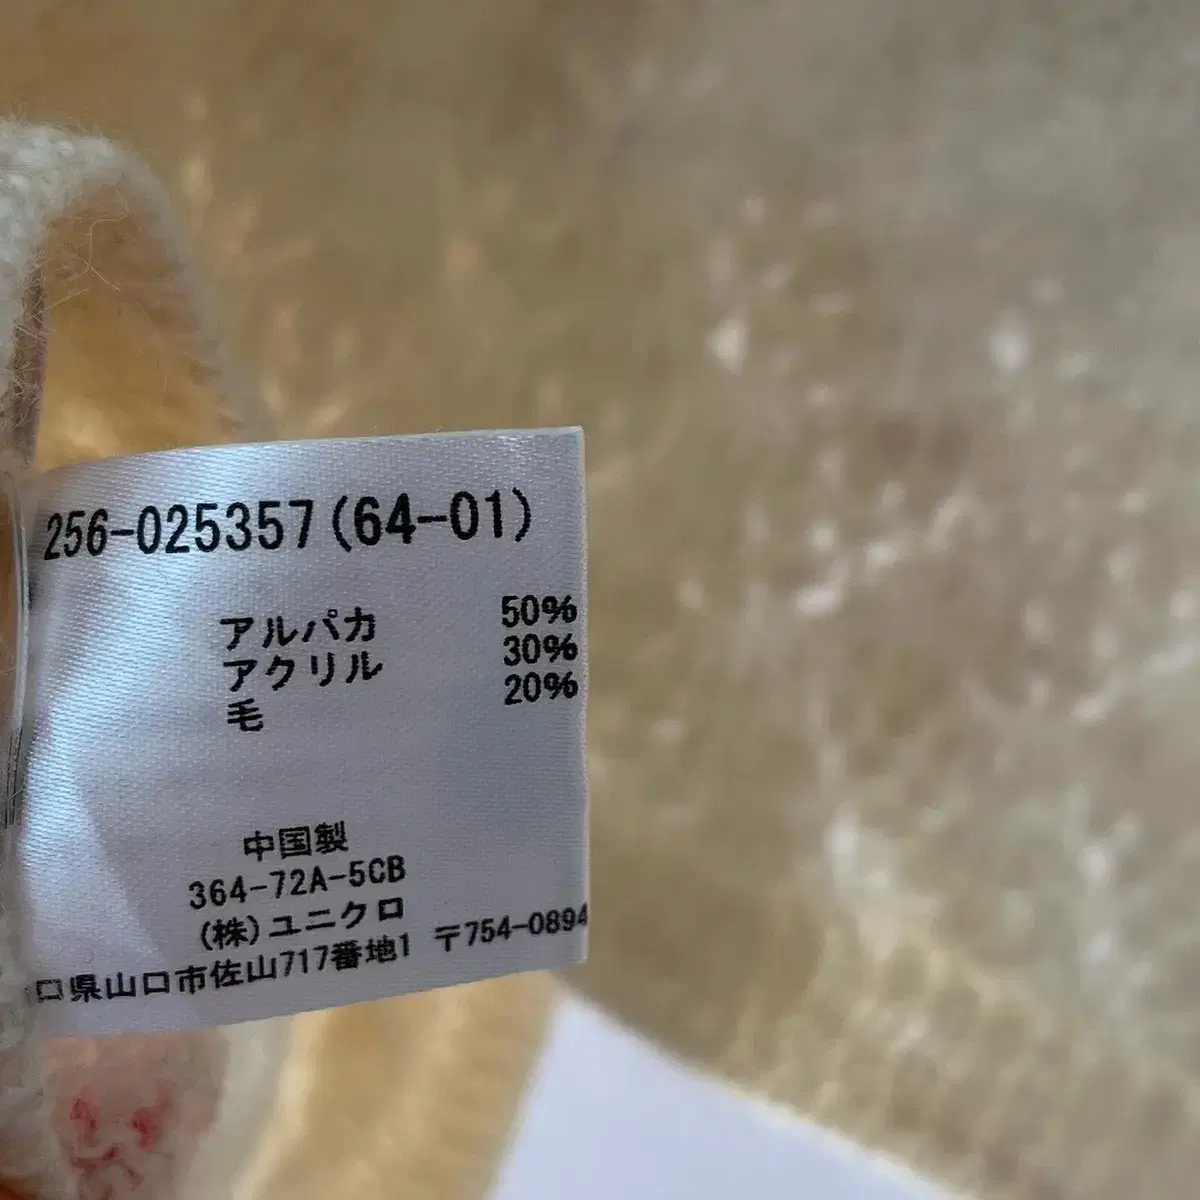 256-025357(64-01)
アルパカ 50%
アクリル 30%
毛 20%
中国製
364-72A-5CB
(株)ユニクロ
口県山口市佐山717番地1 〒754-0894